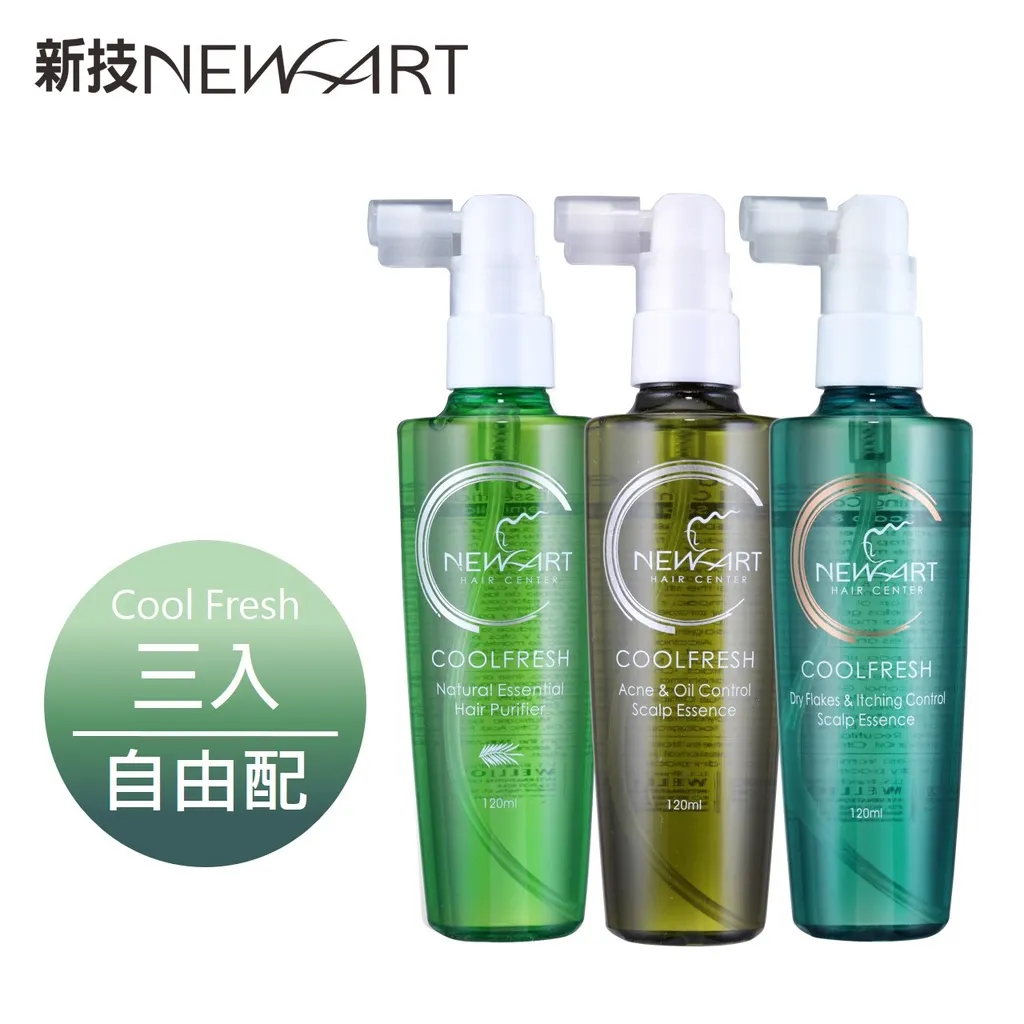 新技NEWART
Cool Fresh
三入
自由配
NEWART
HAIR CENTER
COOLFRESH
Natural Essential
Hair Purifier
120ml
NEWART
HAIR CENTER
COOLFRESH
Acne & Oil Control
Scalp Essence
120ml
NEWART
HAIR CENTER
COOLFRESH
Dry Flakes & Itching Control
Scalp Essence
120ml